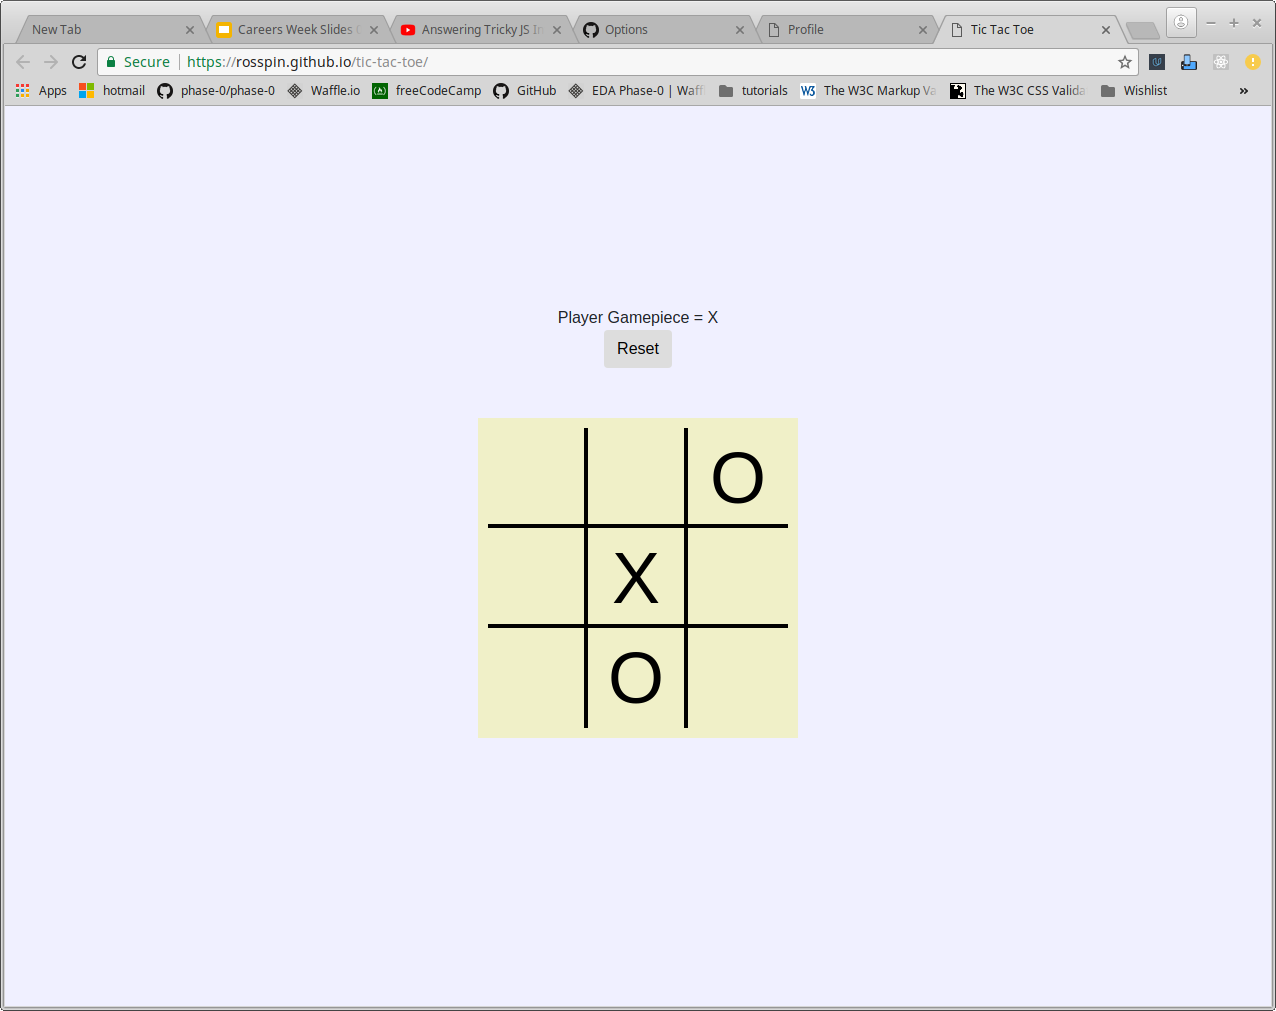 New Tab
Careers Week Slides
Answering Tricky JS In
Options
Profile
Tic Tac Toe
Secure
https://rosspin.github.io/tic-tac-toe/
Apps
hotmail
phase-0/phase-0
Waffle.io
freeCodeCamp
GitHub
EDA Phase-0 | Waff
tutorials
W3
The W3C Markup Va
The W3C CSS Valida
Wishlist
»
Player Gamepiece = X
Reset
O
X
O